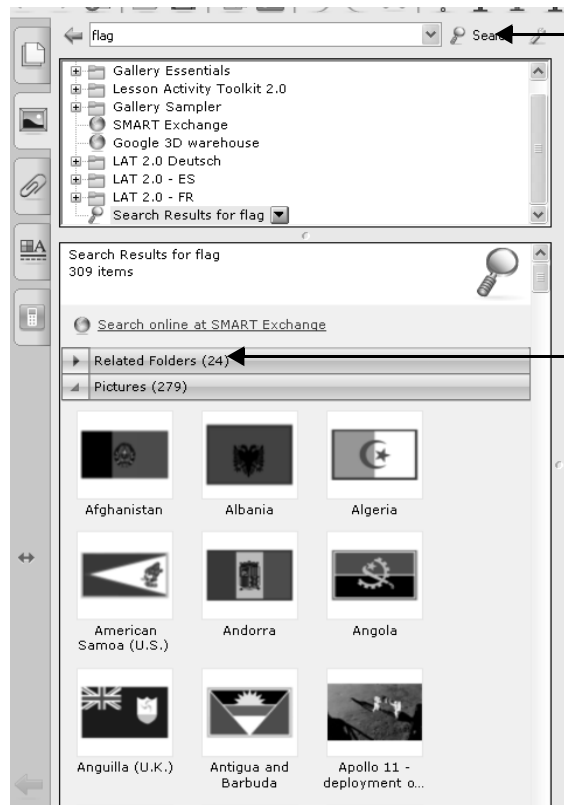 flag
Search
Gallery Essentials
Lesson Activity Toolkit 2.0
Gallery Sampler
SMART Exchange
Google 3D warehouse
LAT 2.0 Deutsch
LAT 2.0 - ES
LAT 2.0 - FR
Search Results for flag
Search Results for flag
309 items
Search online at SMART Exchange
Related Folders (24)
Pictures (279)
Afghanistan
Albania
Algeria
American
Samoa (U.S.)
Andorra
Angola
Anguilla (U.K.)
Antigua and
Barbuda
Apollo 11 -
deployment o...